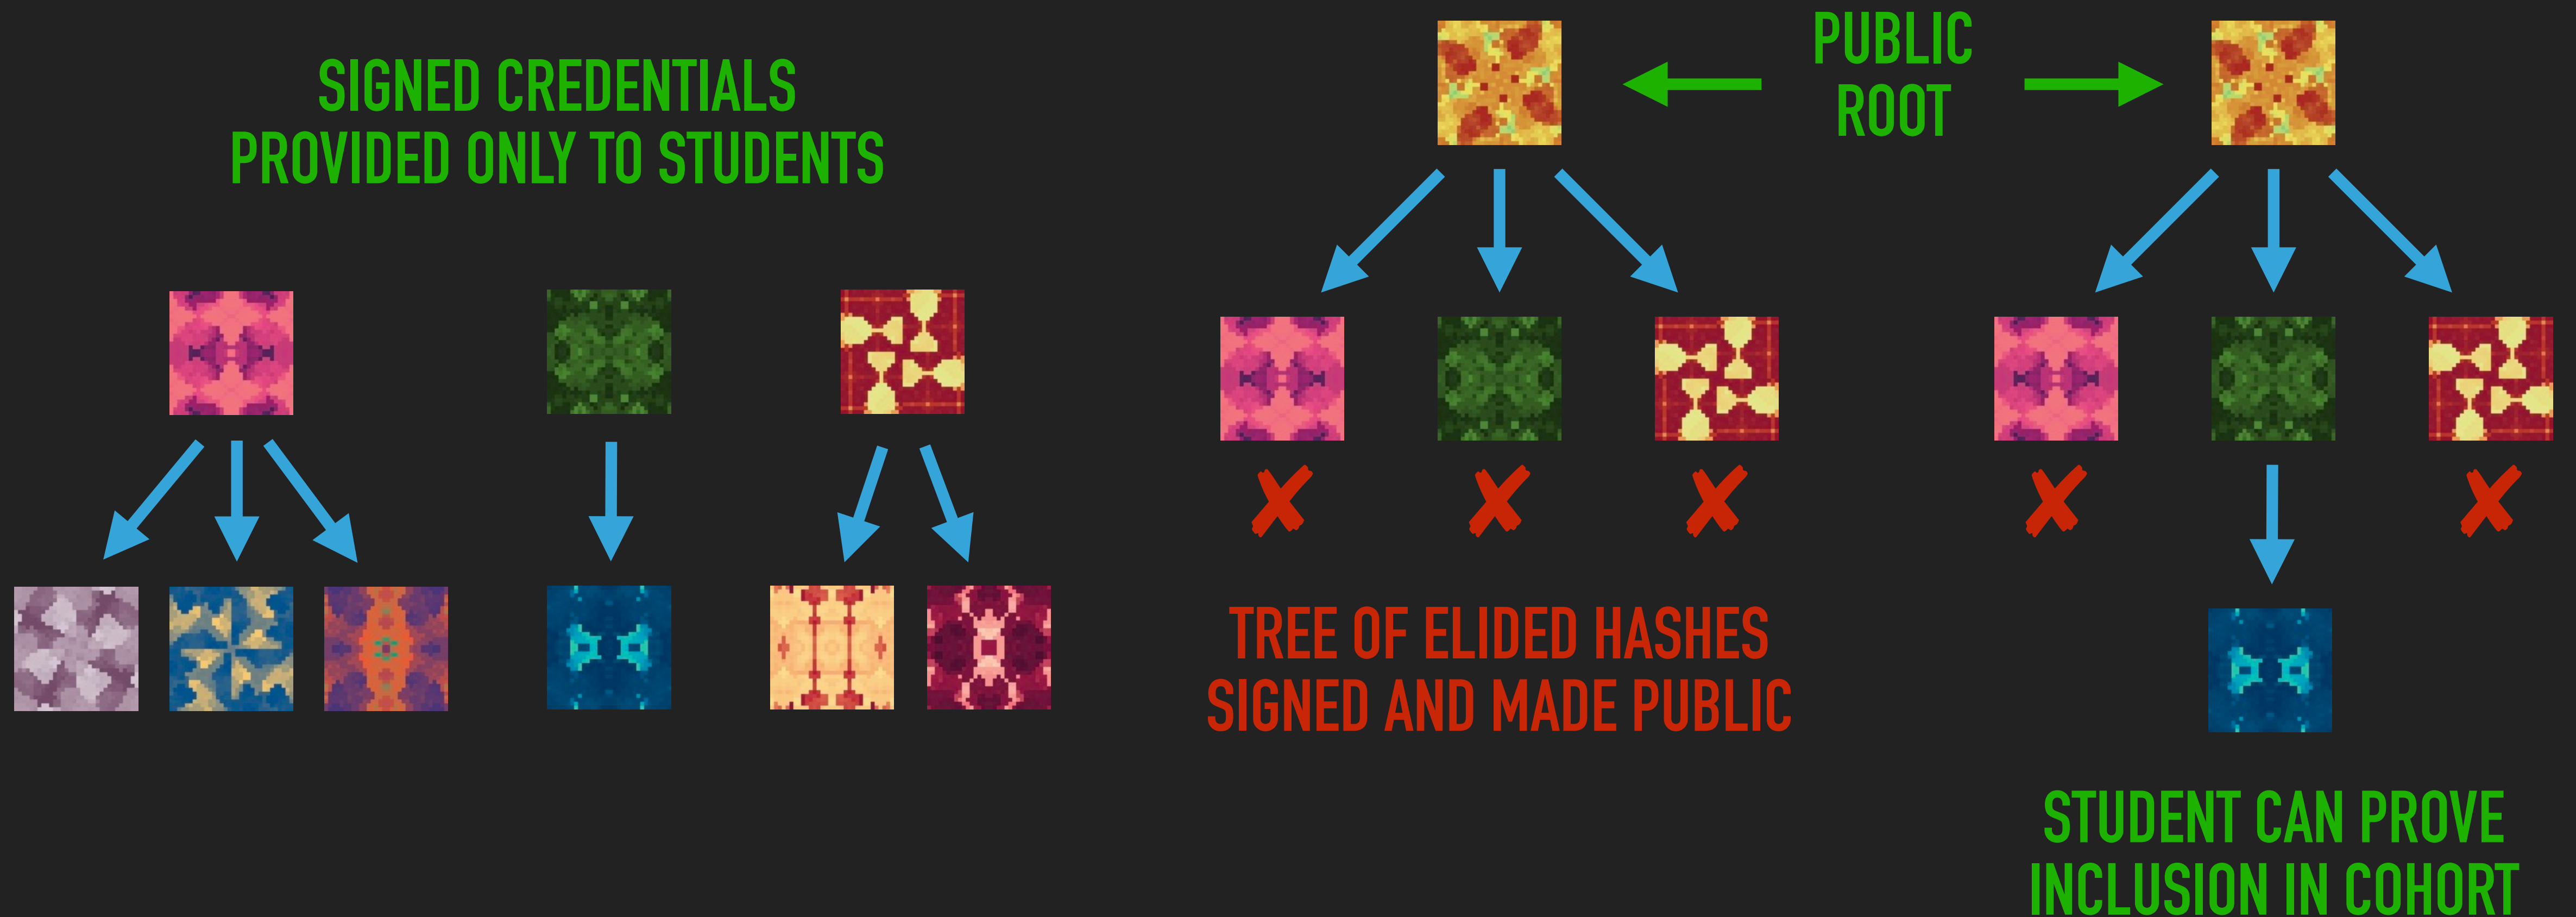 SIGNED CREDENTIALS
PROVIDED ONLY TO STUDENTS
PUBLIC
ROOT
TREE OF ELIDED HASHES
SIGNED AND MADE PUBLIC
STUDENT CAN PROVE
INCLUSION IN COHORT